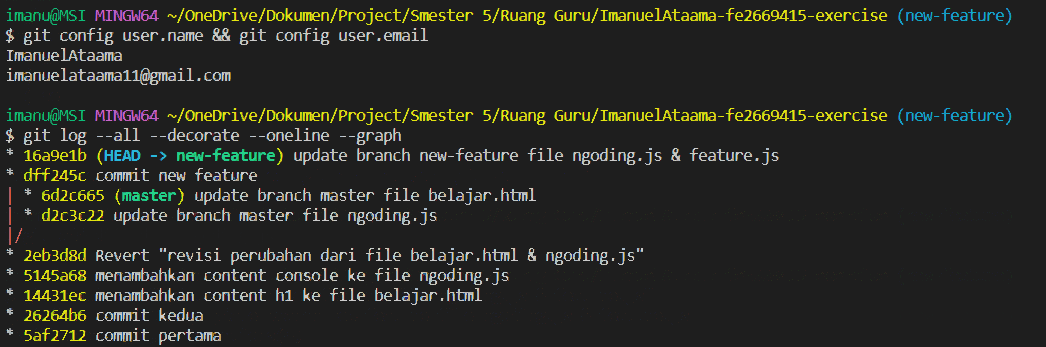 imanu@MSI MINGW64 ~/OneDrive/Dokumen/Project/Smester 5/Ruang Guru/ImanuelAtaama-fe2669415-exercise (new-feature)
$ git config user.name && git config user.email
ImanuelAtaama
imanuelataama11@gmail.com
imanu@MSI MINGW64 ~/OneDrive/Dokumen/Project/Smester 5/Ruang Guru/ImanuelAtaama-fe2669415-exercise (new-feature)
$ git log --all --decorate --oneline --graph
* 16a9e1b (HEAD -> new-feature) update branch new-feature file ngoding.js & feature.js
* dff245c commit new feature
| * 6d2c665 (master) update branch master file belajar.html
| * d2c3c22 update branch master file ngoding.js
|/
* 2eb3d8d Revert "revisi perubahan dari file belajar.html & ngoding.js"
* 5145a68 menambahkan content console ke file ngoding.js
* 14431ec menambahkan content h1 ke file belajar.html
* 26264b6 commit kedua
* 5af2712 commit pertama